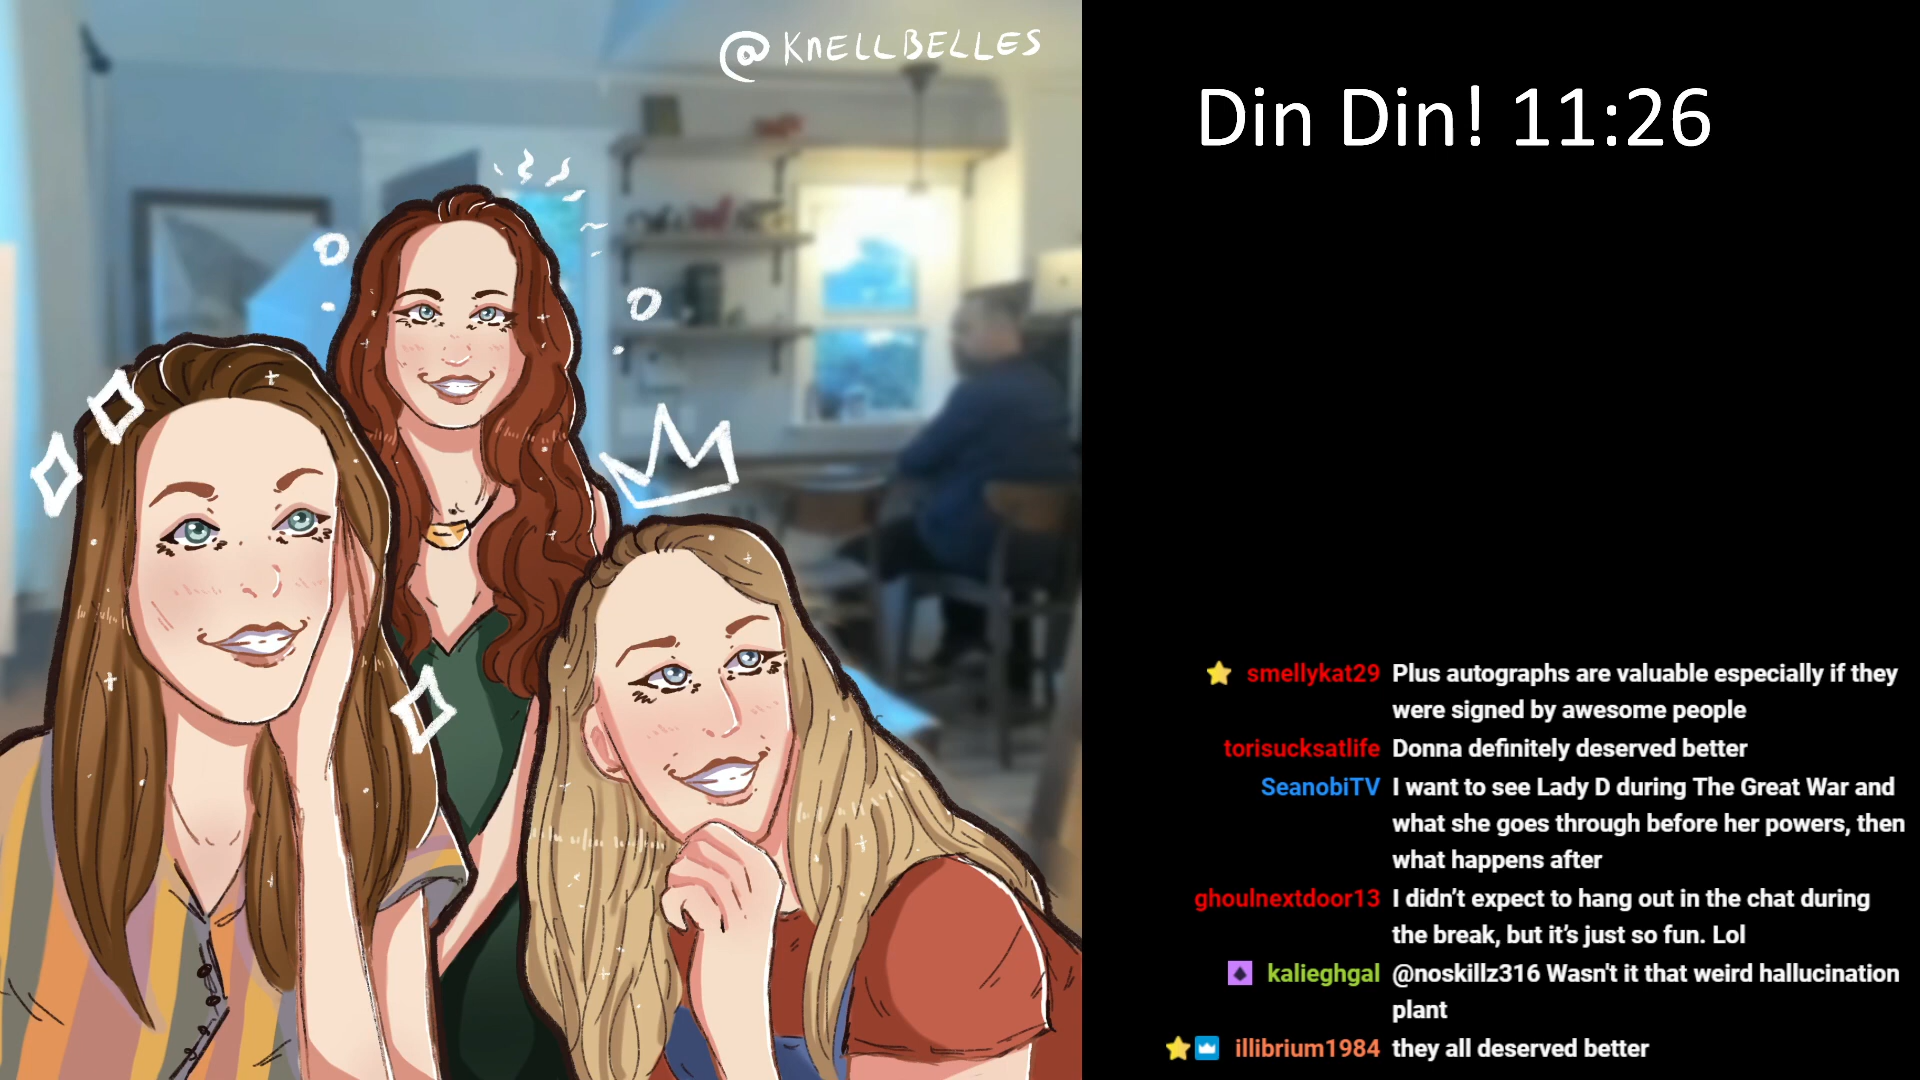 @KNELLBELLES
Din Din! 11:26
smellykat29 Plus autographs are valuable especially if they
were signed by awesome people
torisucksatlife Donna definitely deserved better
SeanobiTV I want to see Lady D during The Great War and
what she goes through before her powers, then
what happens after
ghoulnextdoor13 I didn’t expect to hang out in the chat during
the break, but it’s just so fun. Lol
kalieghgal @noskillz316 Wasn't it that weird hallucination
plant
illibrium1984 they all deserved better